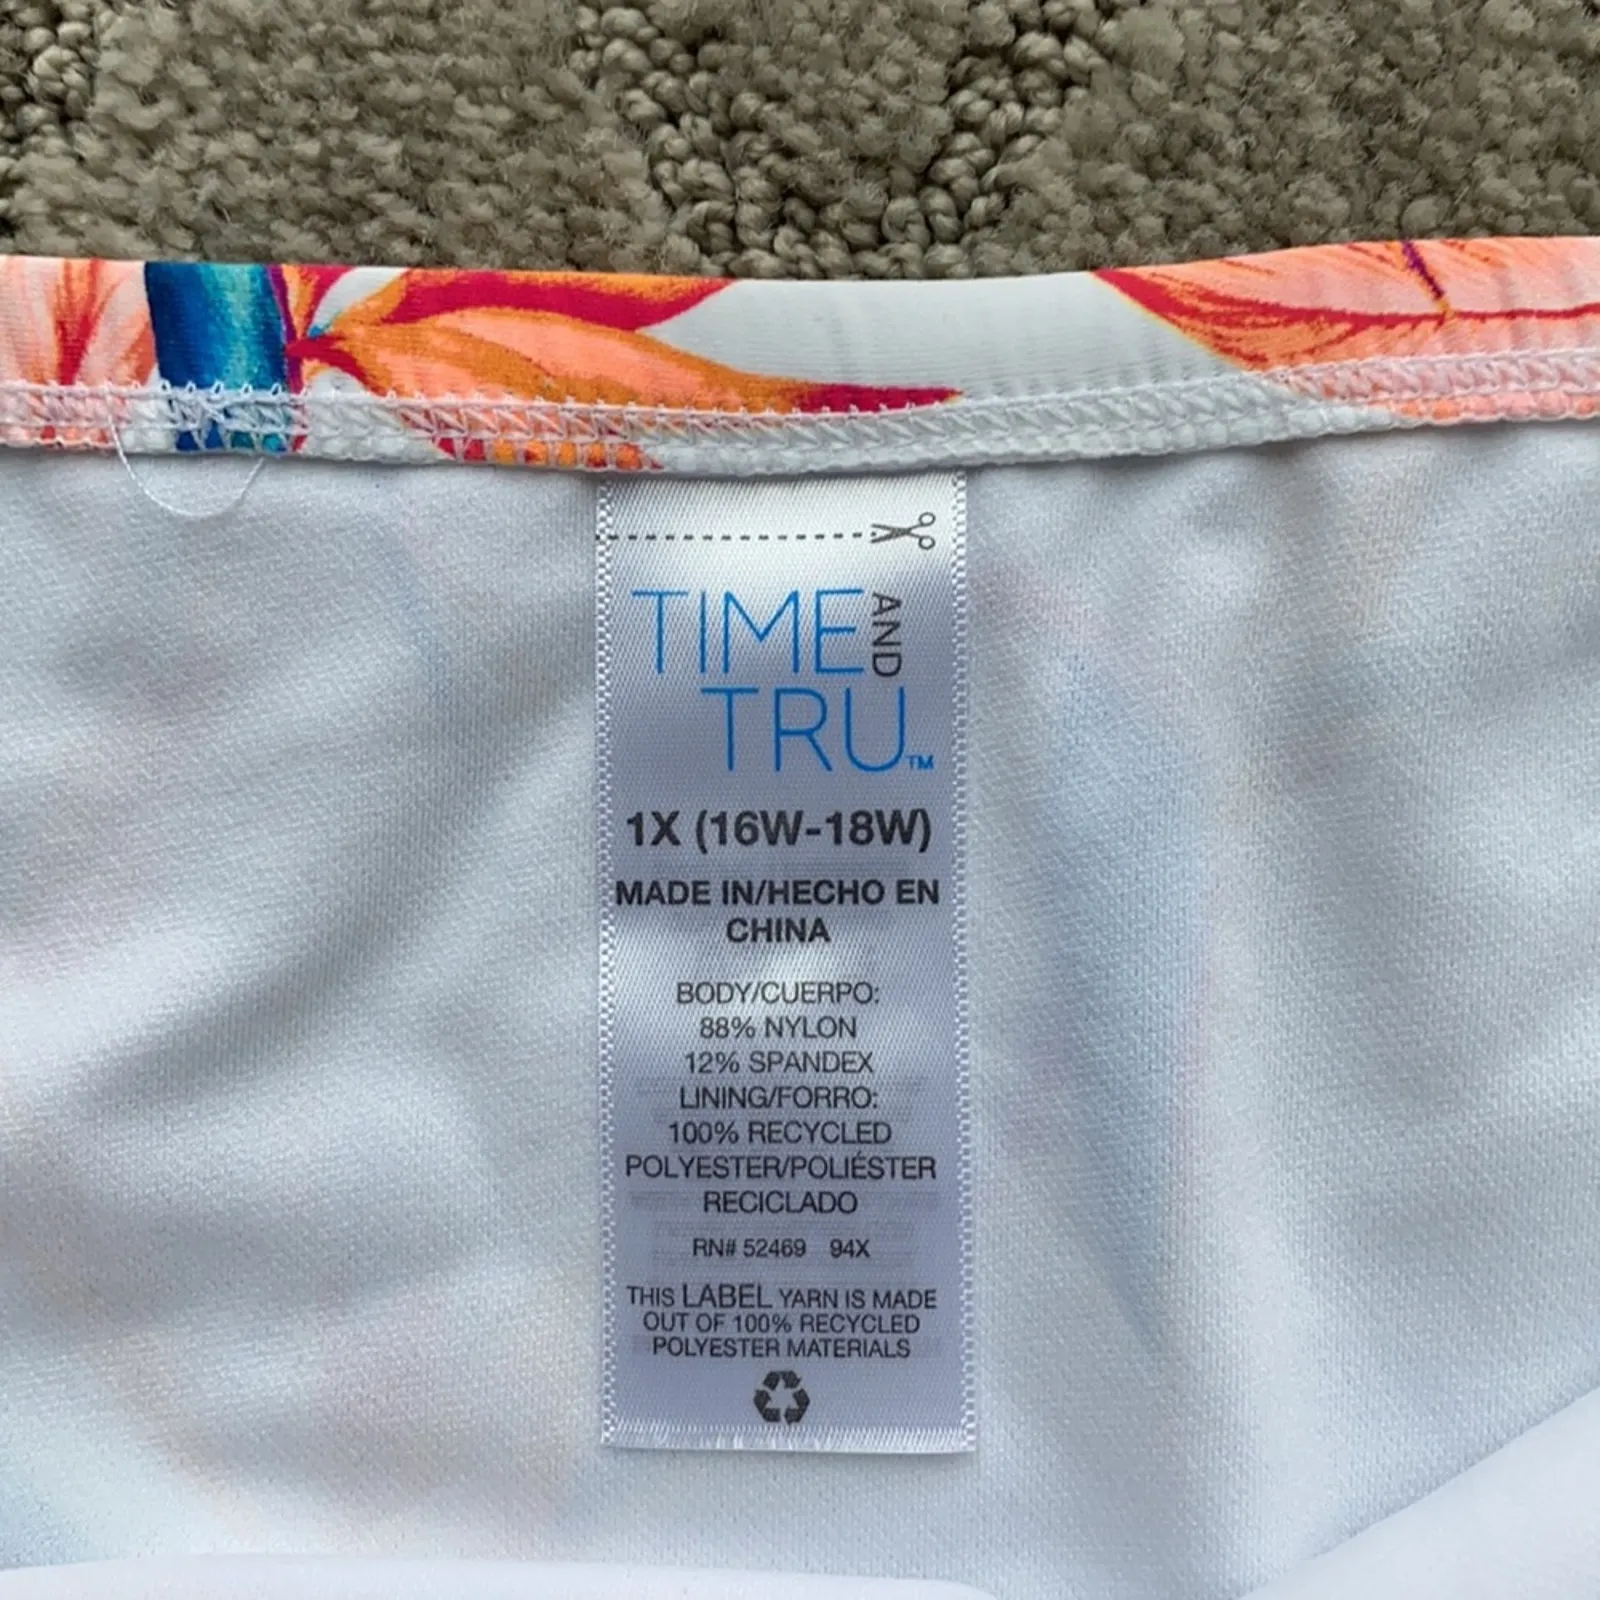 TIME AND
TRU™
1X (16W-18W)
MADE IN/HECHO EN
CHINA
BODY/CUERPO:
88% NYLON
12% SPANDEX
LINING/FORRO:
100% RECYCLED
POLYESTER/POLIÉSTER
RECICLADO
RN# 52469 94X
THIS LABEL YARN IS MADE
OUT OF 100% RECYCLED
POLYESTER MATERIALS